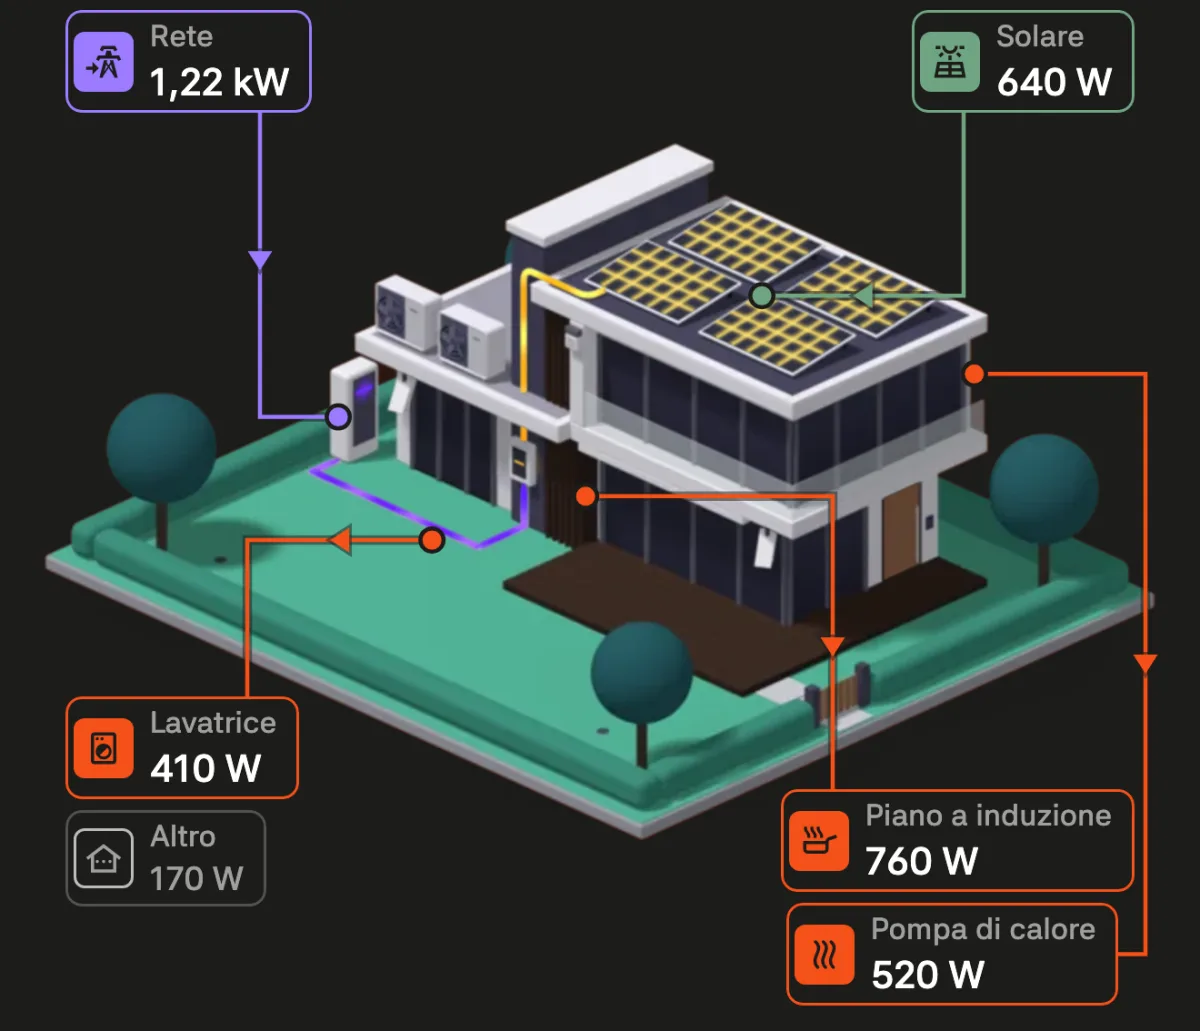 Rete
1,22 kW
Solare
640 W
Lavatrice
410 W
Altro
170 W
Piano a induzione
760 W
Pompa di calore
520 W